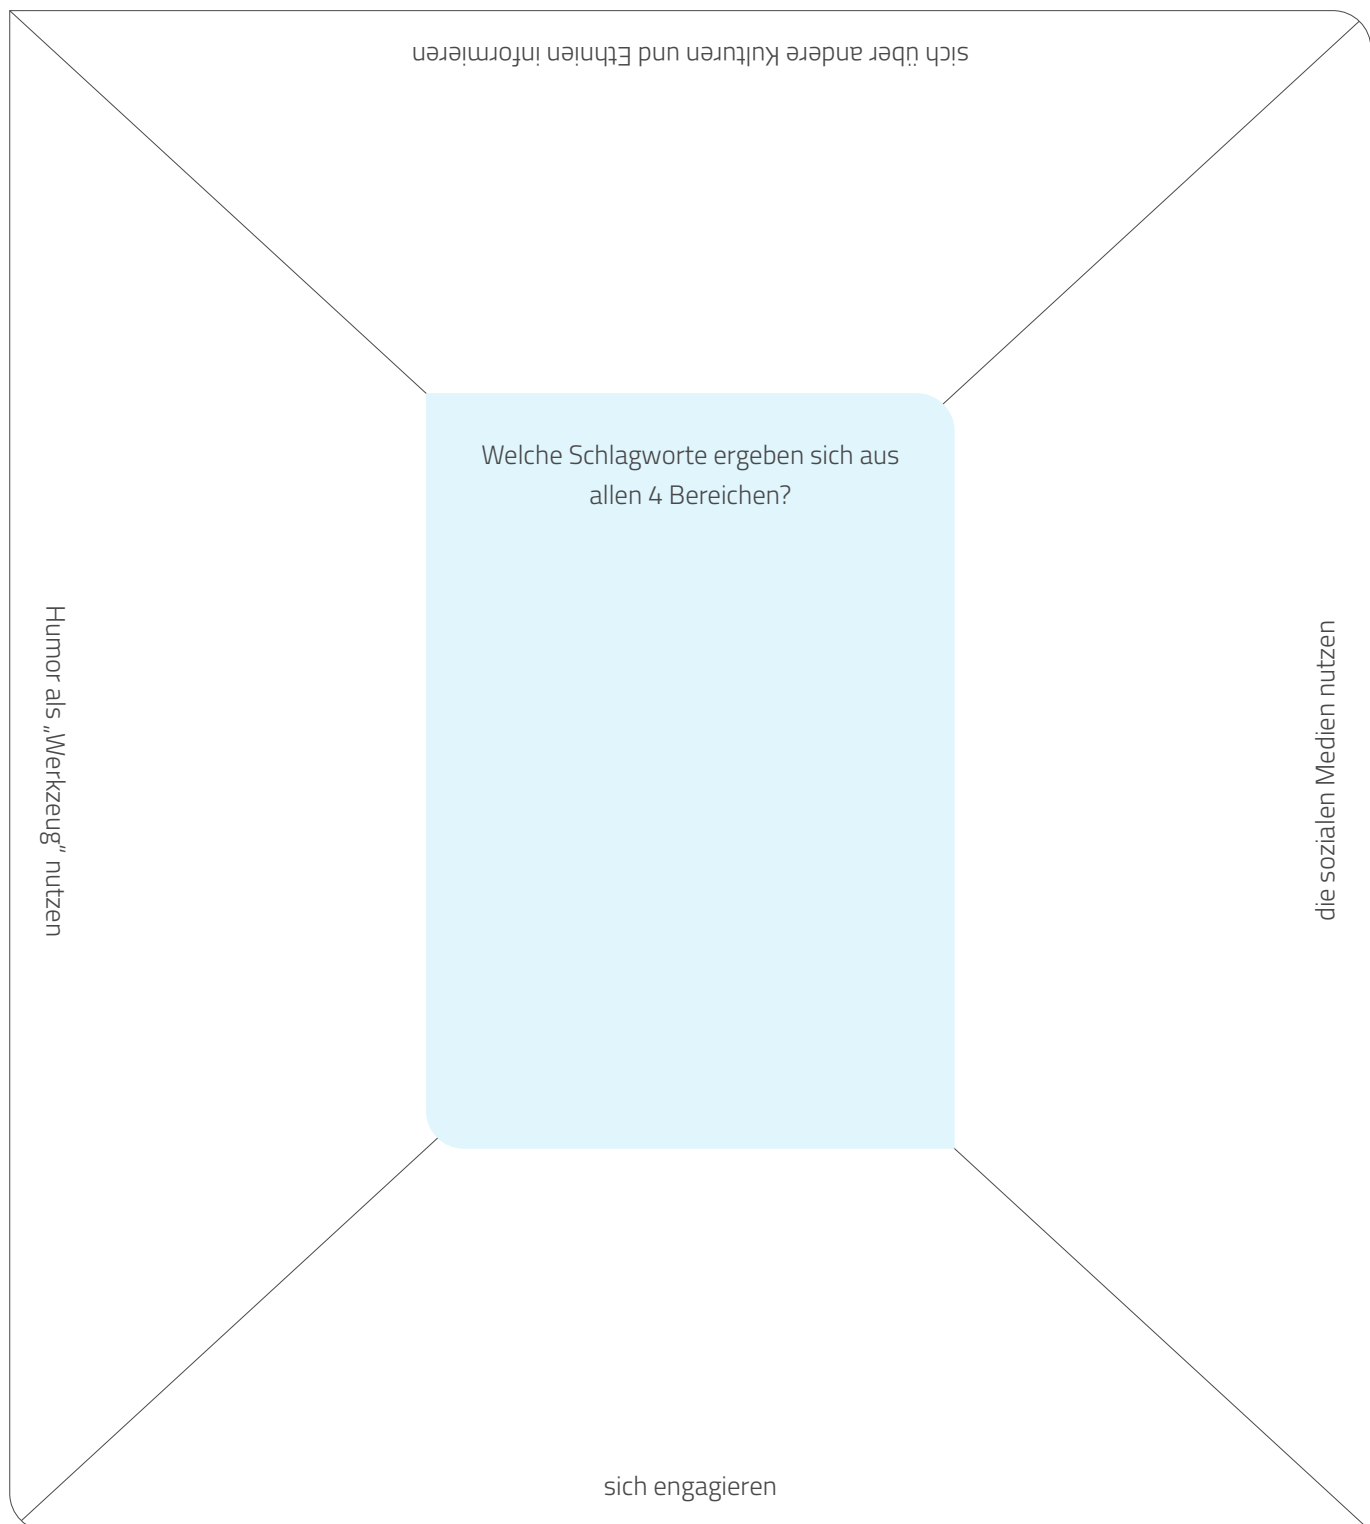 sich über andere Kulturen und Ethnien informieren
Welche Schlagworte ergeben sich aus
allen 4 Bereichen?
Humor als „Werkzeug“ nutzen
die sozialen Medien nutzen
sich engagieren